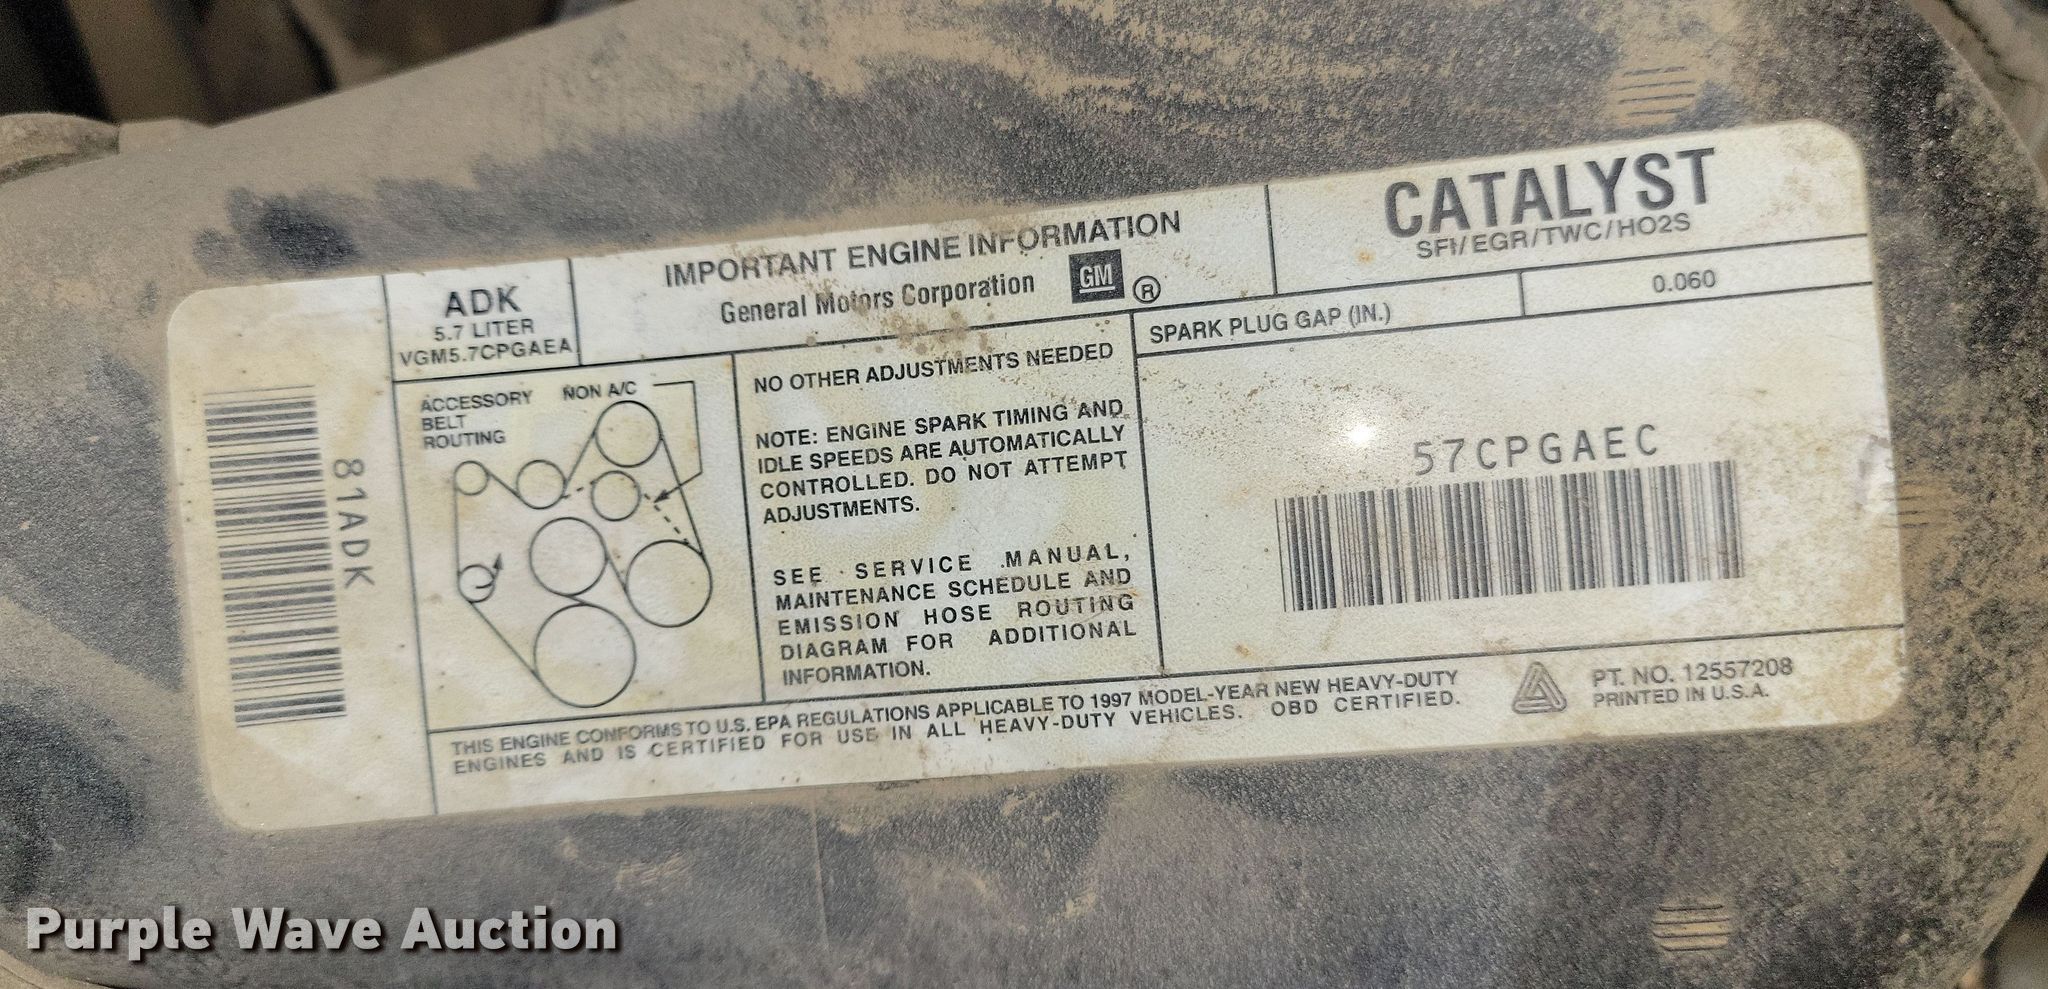 81ADK
ADK
5.7 LITER
VGM5.7CPGAEA
IMPORTANT ENGINE INFORMATION
General Motors Corporation GM ®
CATALYST
SFI/EGR/TWC/HO2S
SPARK PLUG GAP (IN.) 0.060
ACCESSORY
BELT
ROUTING
NON A/C
NO OTHER ADJUSTMENTS NEEDED
NOTE: ENGINE SPARK TIMING AND
IDLE SPEEDS ARE AUTOMATICALLY
CONTROLLED. DO NOT ATTEMPT
ADJUSTMENTS.
SEE SERVICE MANUAL,
MAINTENANCE SCHEDULE AND
EMISSION HOSE ROUTING
DIAGRAM FOR ADDITIONAL
INFORMATION.
57CPGAEC
THIS ENGINE CONFORMS TO U.S. EPA REGULATIONS APPLICABLE TO 1997 MODEL-YEAR NEW HEAVY-DUTY
ENGINES AND IS CERTIFIED FOR USE IN ALL HEAVY-DUTY VEHICLES. OBD CERTIFIED.
PT. NO. 12557208
PRINTED IN U.S.A.
Purple Wave Auction